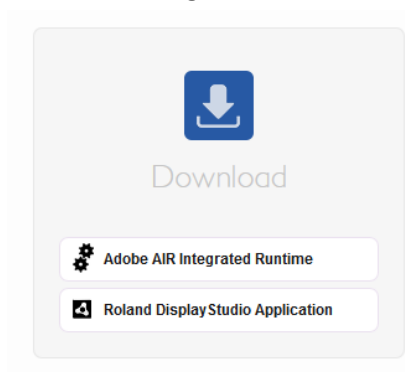 Download
Adobe AIR Integrated Runtime
Roland DisplayStudio Application